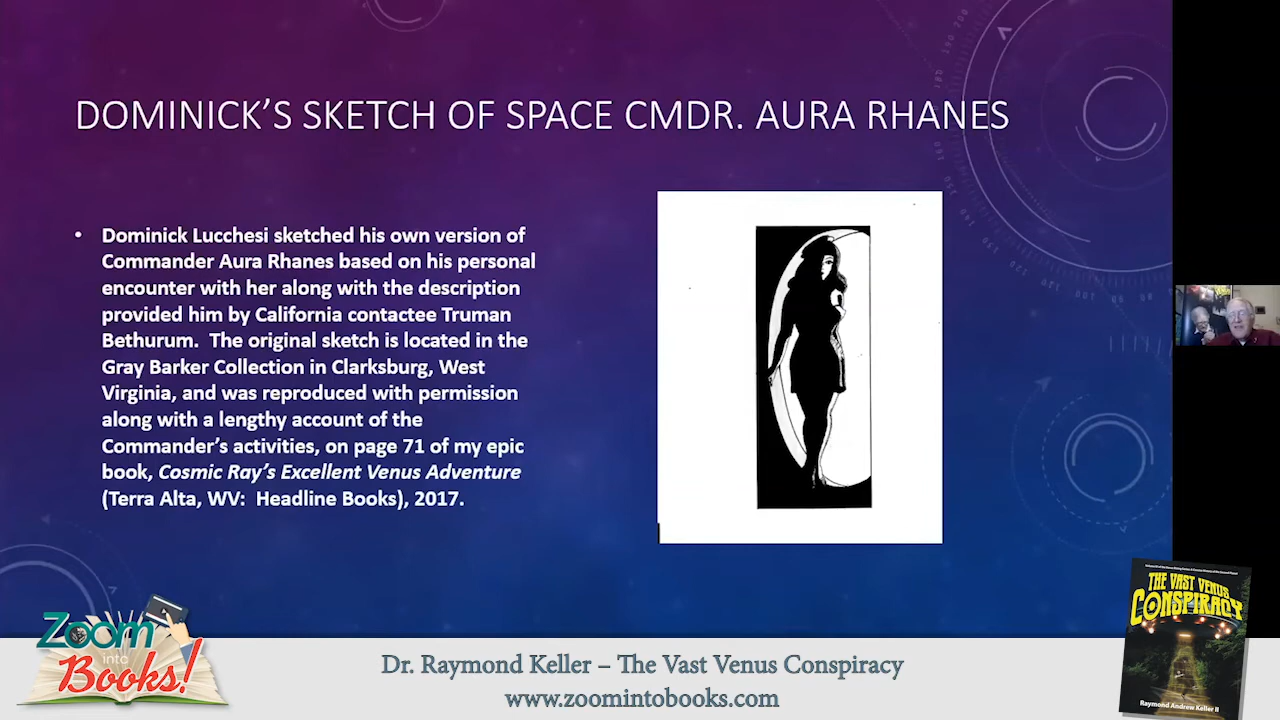 DOMINICK'S SKETCH OF SPACE CMDR. AURA RHANES
• Dominick Lucchesi sketched his own version of
Commander Aura Rhanes based on his personal
encounter with her along with the description
provided him by California contactee Truman
Bethurum.  The original sketch is located in the
Gray Barker Collection in Clarksburg, West
Virginia, and was reproduced with permission
along with a lengthy account of the
Commander's activities, on page 71 of my epic
book, Cosmic Ray's Excellent Venus Adventure
(Terra Alta, WV:  Headline Books), 2017.
Zoom
into
Books!
Dr. Raymond Keller – The Vast Venus Conspiracy
www.zoomintobooks.com
THE VAST VENUS
CONSPIRACY
Raymond Andrew Keller II